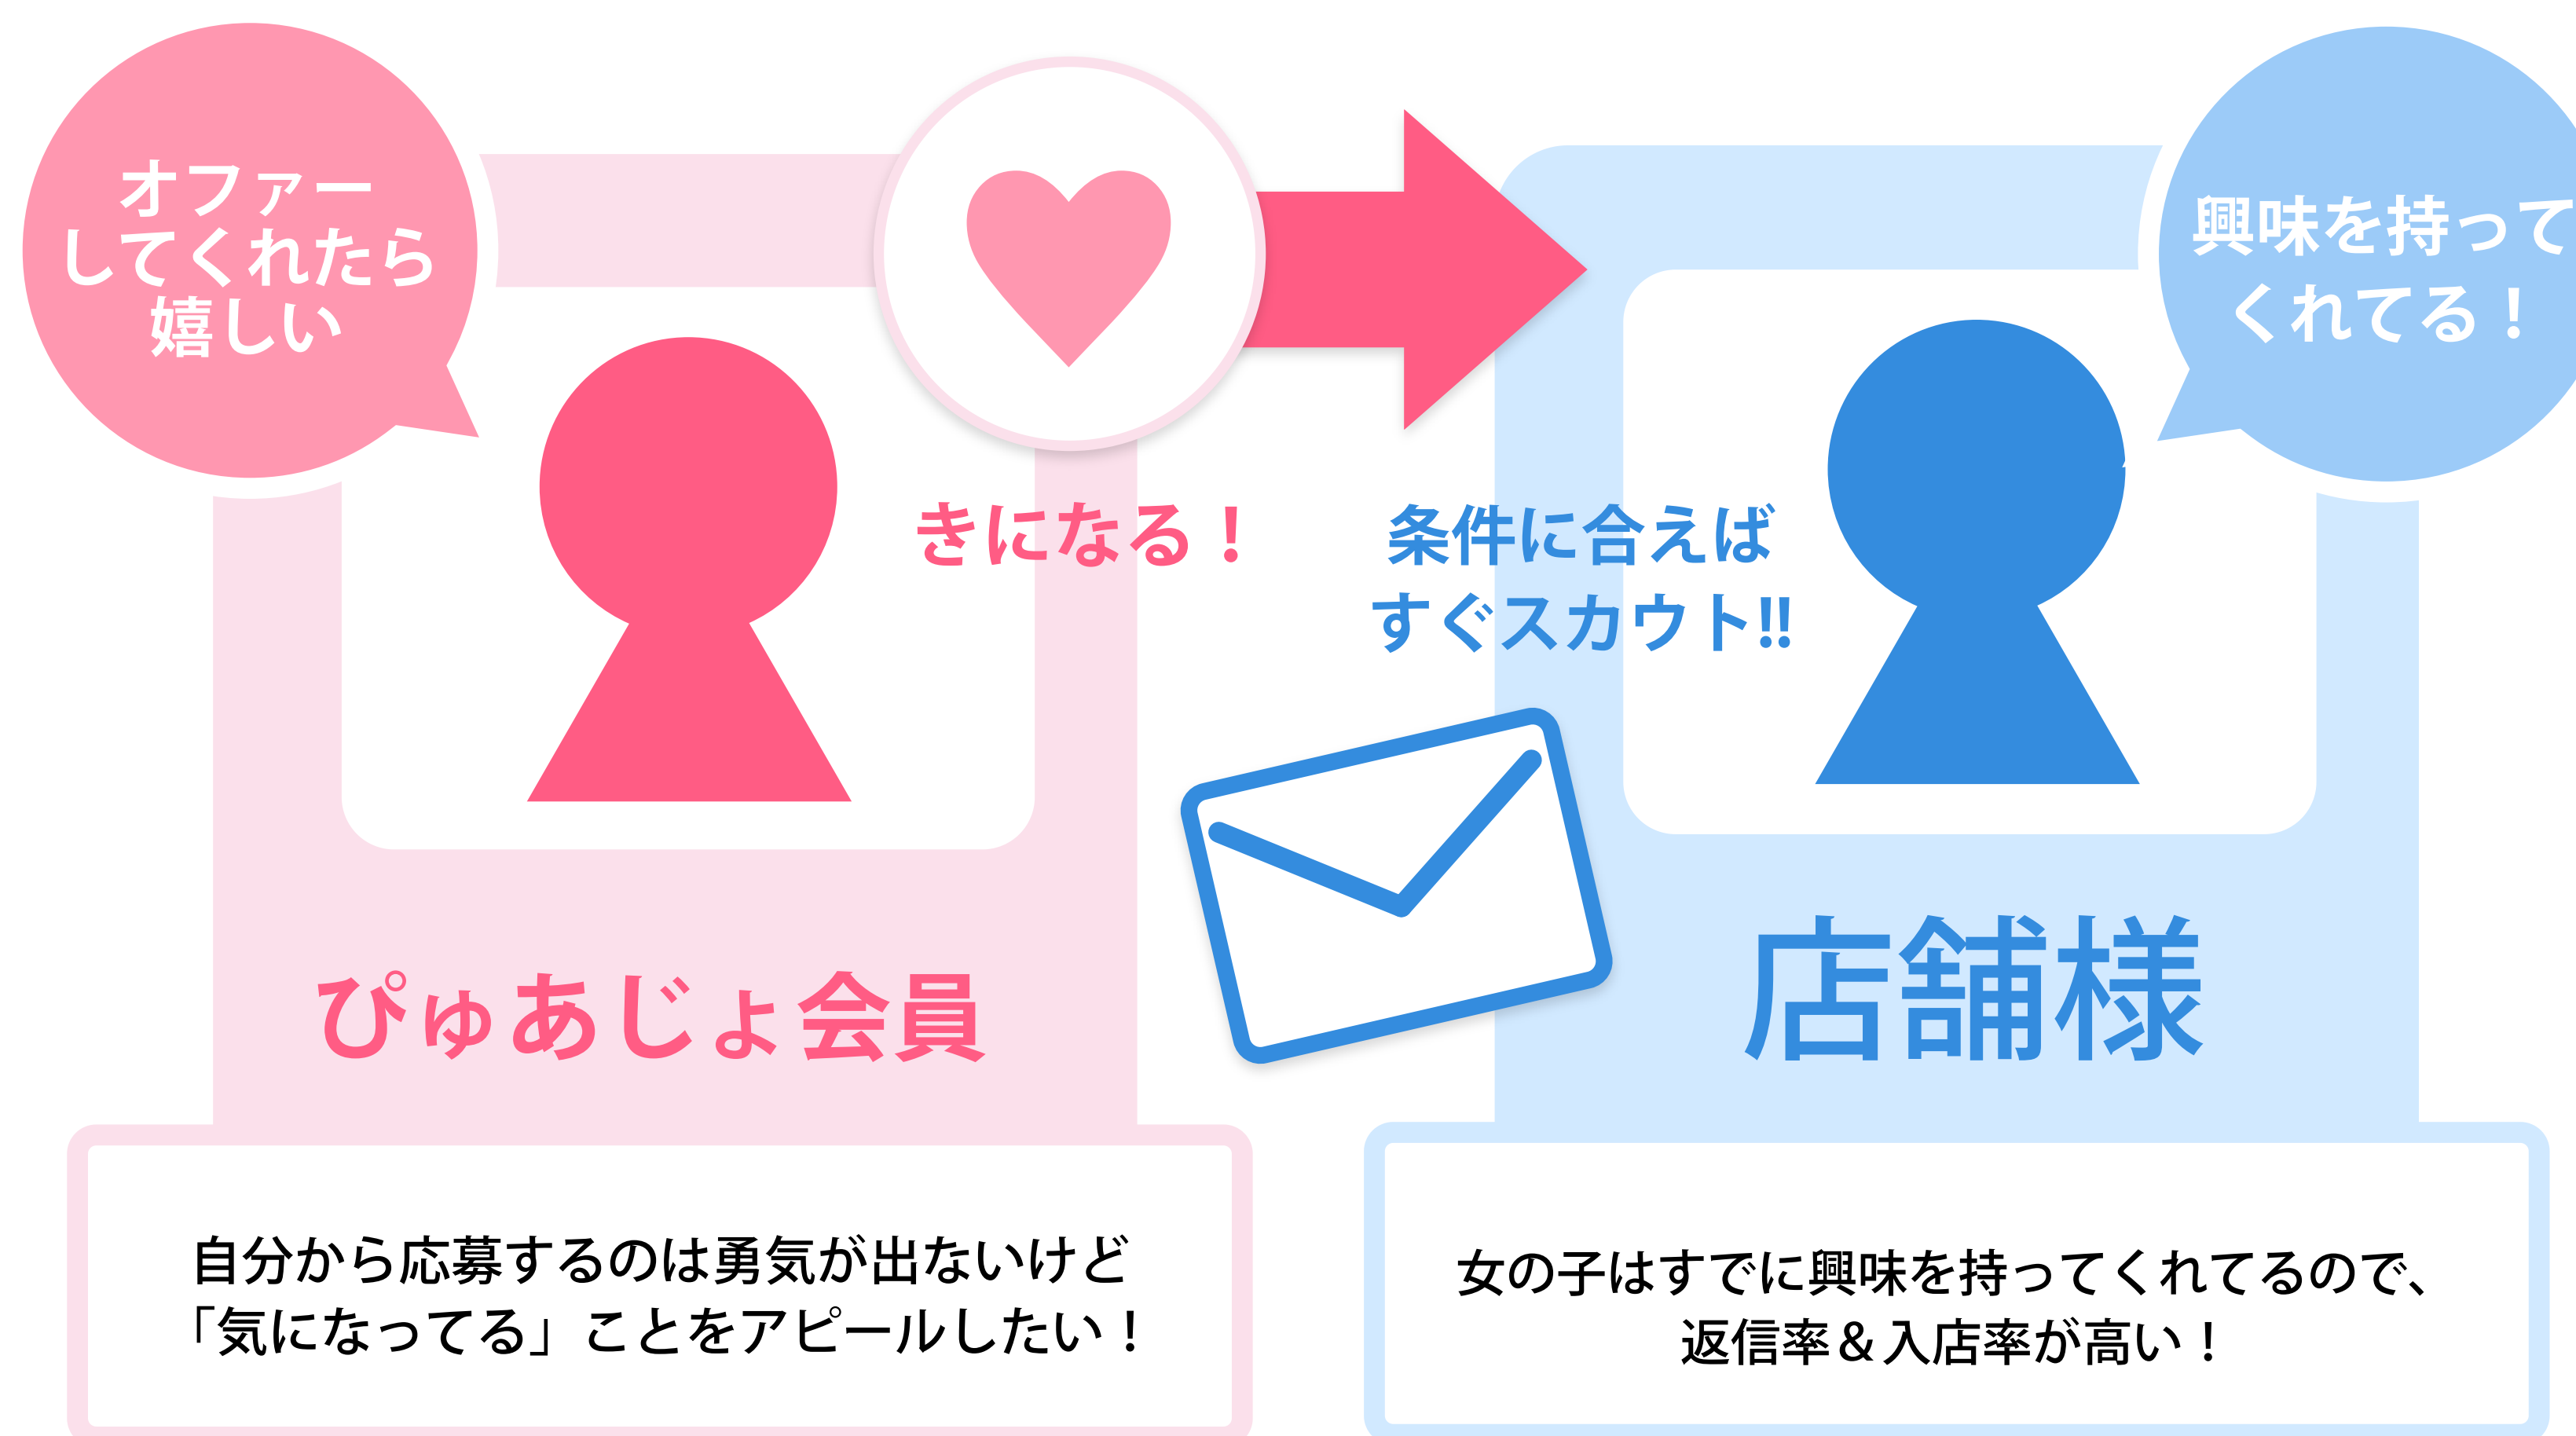 オファー
してくれたら
嬉しい
興味を持って
くれてる！
きになる！
条件に合えば
すぐスカウト!!
ぴゅあじょ会員
店舗様
自分から応募するのは勇気が出ないけど
「気になってる」ことをアピールしたい！
女の子はすでに興味を持ってくれてるので、
返信率＆入店率が高い！